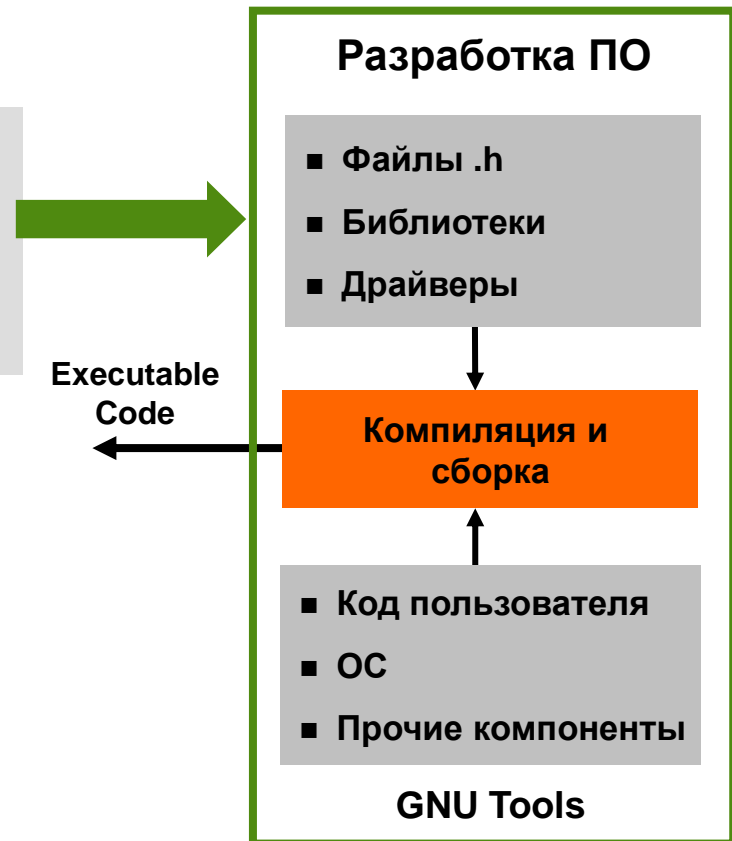 Разработка ПО
■ Файлы .h
■ Библиотеки
■ Драйверы
Executable
Code
Компиляция и
сборка
■ Код пользователя
■ ОС
■ Прочие компоненты
GNU Tools